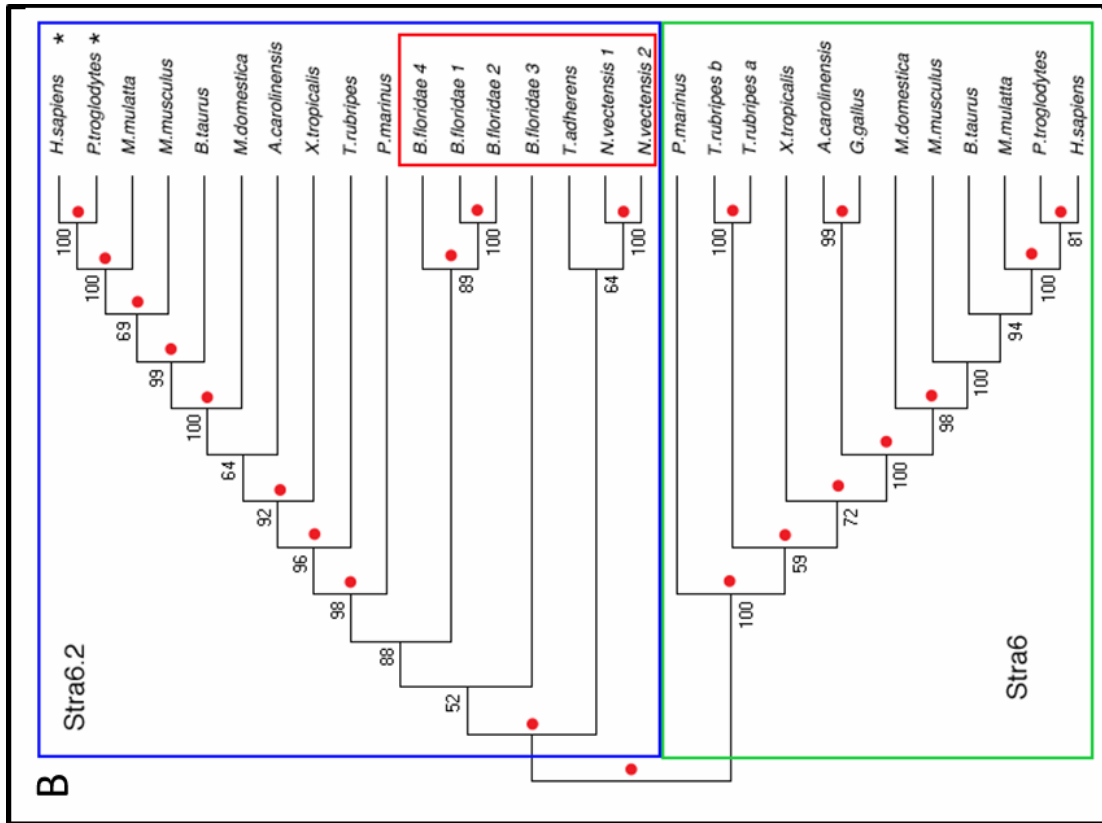 B
Stra6.2
H.sapiens *
P.troglodytes *
M.mulatta
M.musculus
B.taurus
M.domestica
A.carolinensis
X.tropicalis
T.rubripes
P.marinus
B.floridae 4
B.floridae 1
B.floridae 2
B.floridae 3
T.adherens
N.vectensis 1
N.vectensis 2
100
100
69
99
100
64
92
96
98
88
52
89
100
64
100
Stra6
P.marinus
T.rubripes b
T.rubripes a
X.tropicalis
A.carolinensis
G.gallus
M.domestica
M.musculus
B.taurus
M.mulatta
P.troglodytes
H.sapiens
100
99
100
59
72
100
98
100
94
100
81